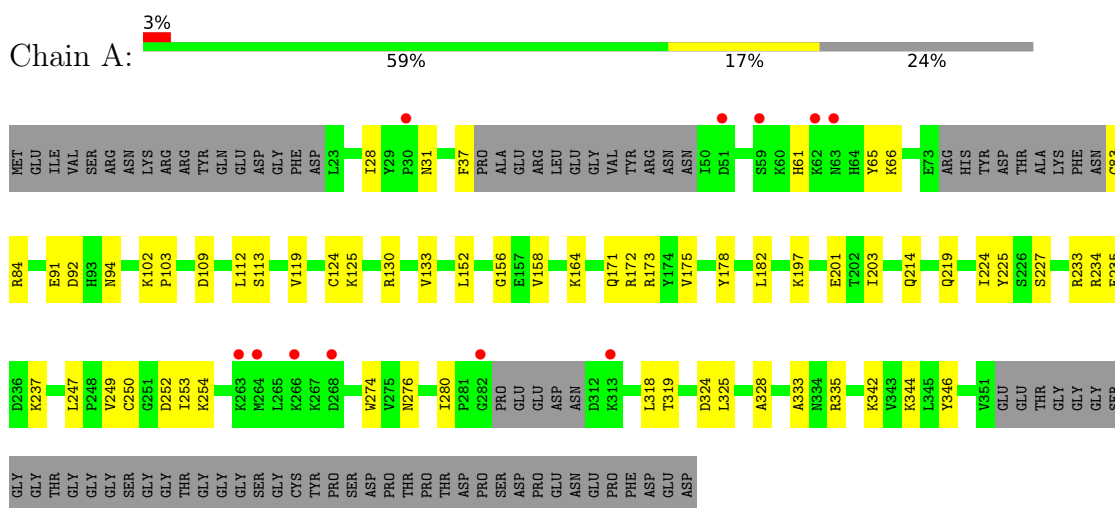 3%
Chain A:
59% 17% 24%
MET GLU ILE VAL SER ARG ASN LYS ARG ARG TYR GLN GLU ASP GLY PHE ASP L23 I28 Y29 P30 N31 F37 PRO ALA GLU ARG LEU GLU GLY VAL TYR ARG ASN ASN I50 D51 S59 K60 H61 K62 N63 H64 Y65 K66 E73 ARG HIS TYR ASP THR ALA LYS PHE ASN
R84 E91 D92 H93 N94 K102 P103 D109 L112 S113 V119 C124 K125 R130 V133 L152 G156 E157 V158 K164 Q171 R172 R173 Y174 V175 Y178 L182 K197 E201 T202 I203 Q214 Q219 I224 Y225 S226 S227 R233 R234
D236 K237 L247 P248 V249 C250 G251 D252 I253 K254 K263 M264 L265 K266 K267 D268 W274 V275 N276 I280 P281 G282 PRO GLU GLU ASP ASN D312 K313 L318 T319 D324 L325 A328 A333 N334 R335 K342 V343 K344 L345 Y346 V351 GLU GLU THR GLY GLY GLY SER
GLY GLY THR GLY GLY GLY SER GLY GLY THR GLY GLY GLY SER GLY CYS TYR PRO SER ASP PRO THR PRO THR ASP PRO SER ASP PRO GLU ASN GLU PRO PHE ASP GLU ASP